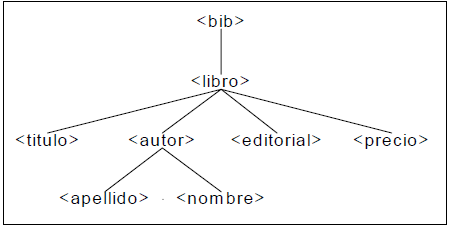 <bib>
<libro>
<titulo> <autor> <editorial> <precio>
<apellido> <nombre>